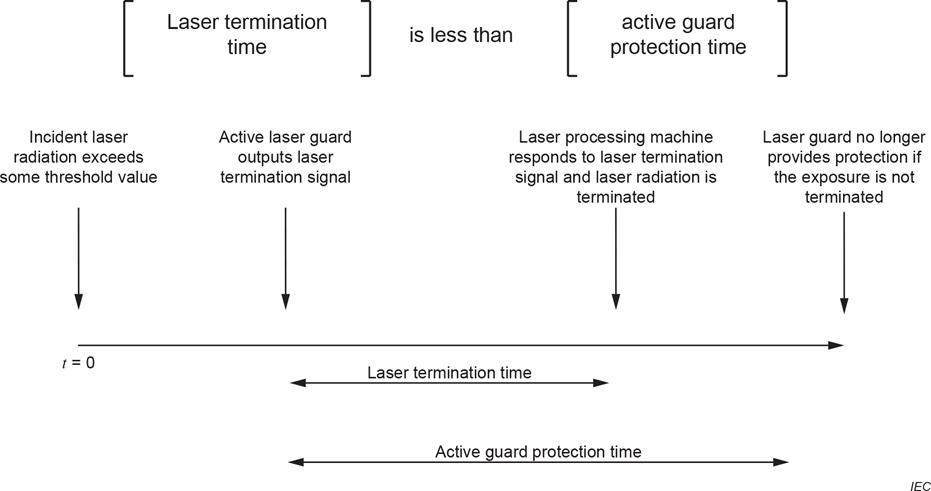 Laser termination
time
is less than
active guard
protection time
Incident laser
radiation exceeds
some threshold value
Active laser guard
outputs laser
termination signal
Laser processing machine
responds to laser termination
signal and laser radiation is
terminated
Laser guard no longer
provides protection if
the exposure is not
terminated
t = 0
Laser termination time
Active guard protection time
IEC